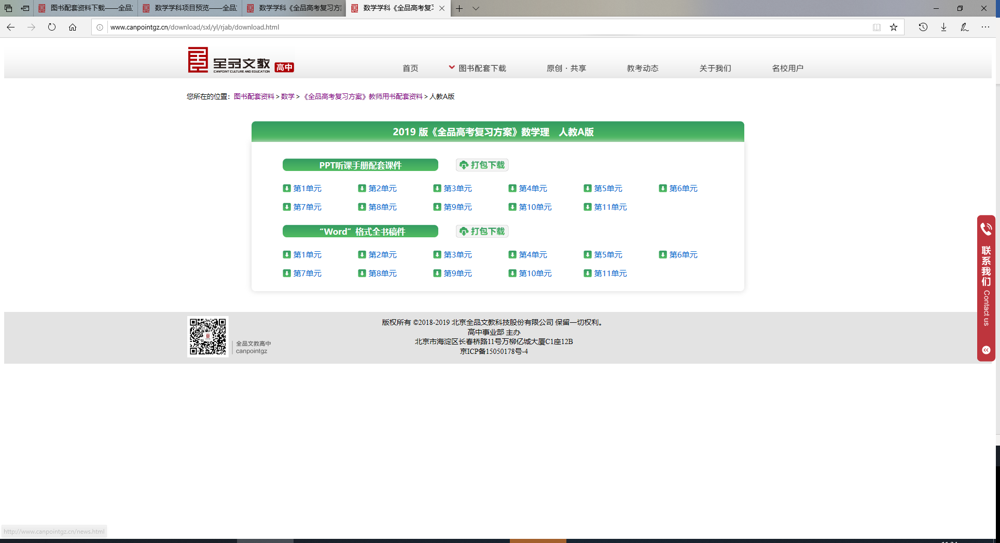 图书配套资料下载——全品
数学学科项目预览——全品
数学学科《全品高考复习方
数学学科《全品高考复
www.canpointgz.cn/download/sxl/yl/rjab/download.html
全品文教
CANPOINT CULTURE AND EDUCATION
高中
首页
图书配套下载
原创·共享
教考动态
关于我们
名校用户
您所在的位置：图书配套资料 > 数学 > 《全品高考复习方案》教师用书配套资料 > 人教A版
2019 版《全品高考复习方案》数学理　人教A版
PPT听课手册配套课件
打包下载
第1单元 第2单元 第3单元 第4单元 第5单元 第6单元
第7单元 第8单元 第9单元 第10单元 第11单元
“Word”格式全书稿件
打包下载
第1单元 第2单元 第3单元 第4单元 第5单元 第6单元
第7单元 第8单元 第9单元 第10单元 第11单元
联系我们 Contact us
全品文教高中
canpointgz
版权所有 ©2018-2019 北京全品文教科技股份有限公司 保留一切权利。
高中事业部 主办
北京市海淀区长春桥路11号万柳亿城大厦C1座12B
京ICP备15050178号-4
http://www.canpointgz.cn/news.html